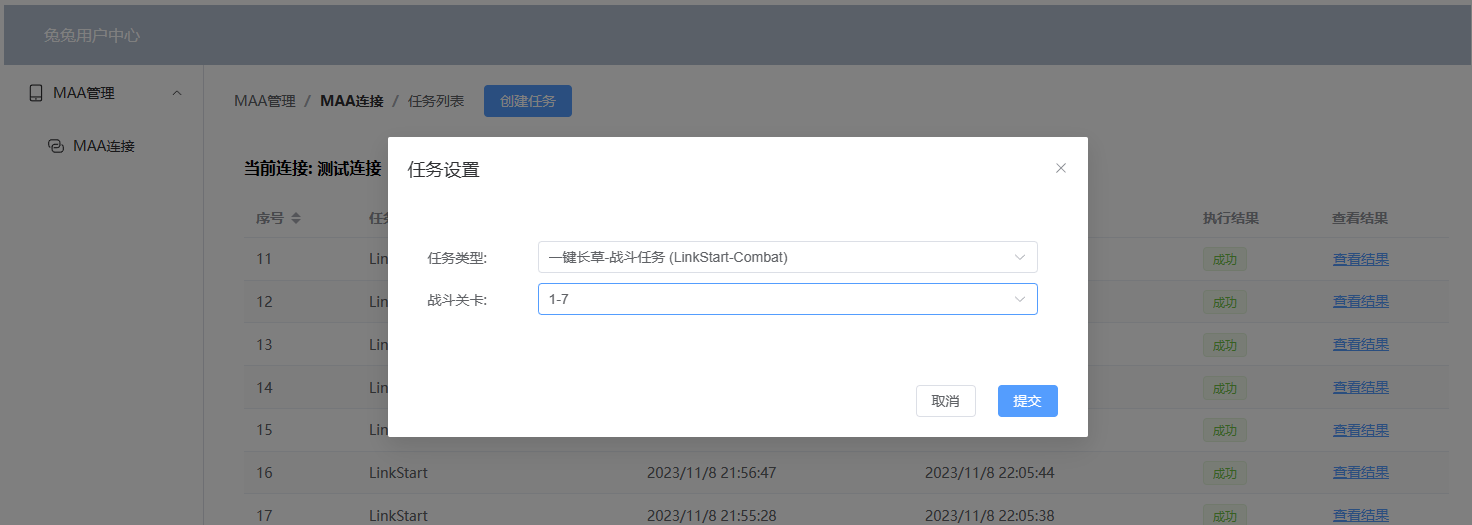 兔兔用户中心
MAA管理
MAA连接
MAA管理 / MAA连接 / 任务列表 创建任务
当前连接: 测试连接
任务设置
任务类型: 一键长草-战斗任务 (LinkStart-Combat)
战斗关卡: 1-7
取消 提交
序号 任 执行结果 查看结果
11 Lin 成功 查看结果
12 Lin 成功 查看结果
13 Lin 成功 查看结果
14 Lin 成功 查看结果
15 Lin 成功 查看结果
16 LinkStart 2023/11/8 21:56:47 2023/11/8 22:05:44 成功 查看结果
17 LinkStart 2023/11/8 21:55:28 2023/11/8 22:05:38 成功 查看结果